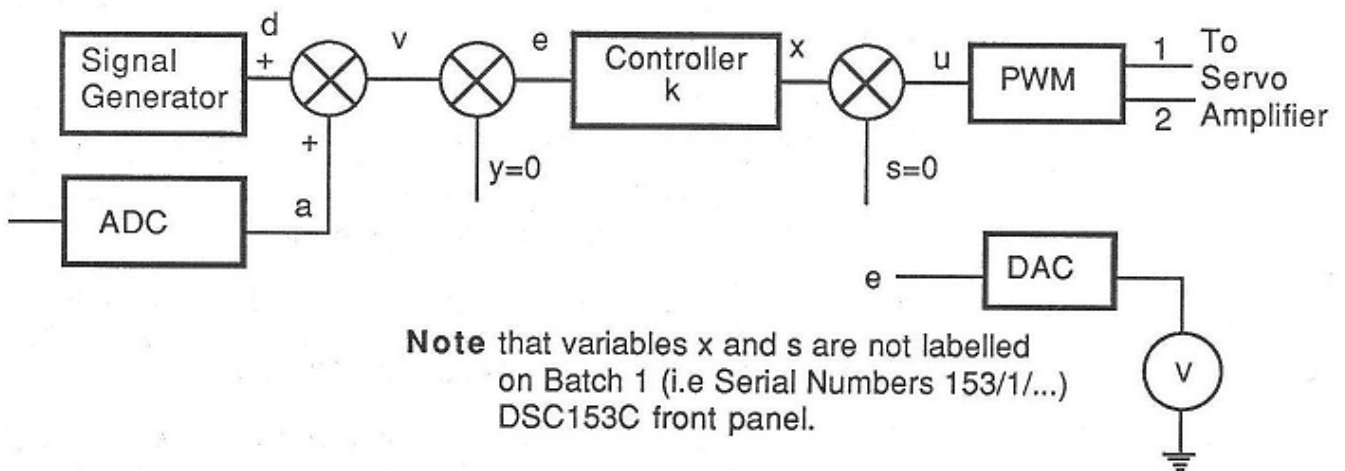 Signal
Generator
d
+
v
e
Controller
k
x
u
PWM
1
2
To
Servo
Amplifier
+
a
y=0
s=0
ADC
e
DAC
V
Note that variables x and s are not labelled
on Batch 1 (i.e Serial Numbers 153/1/...)
DSC153C front panel.